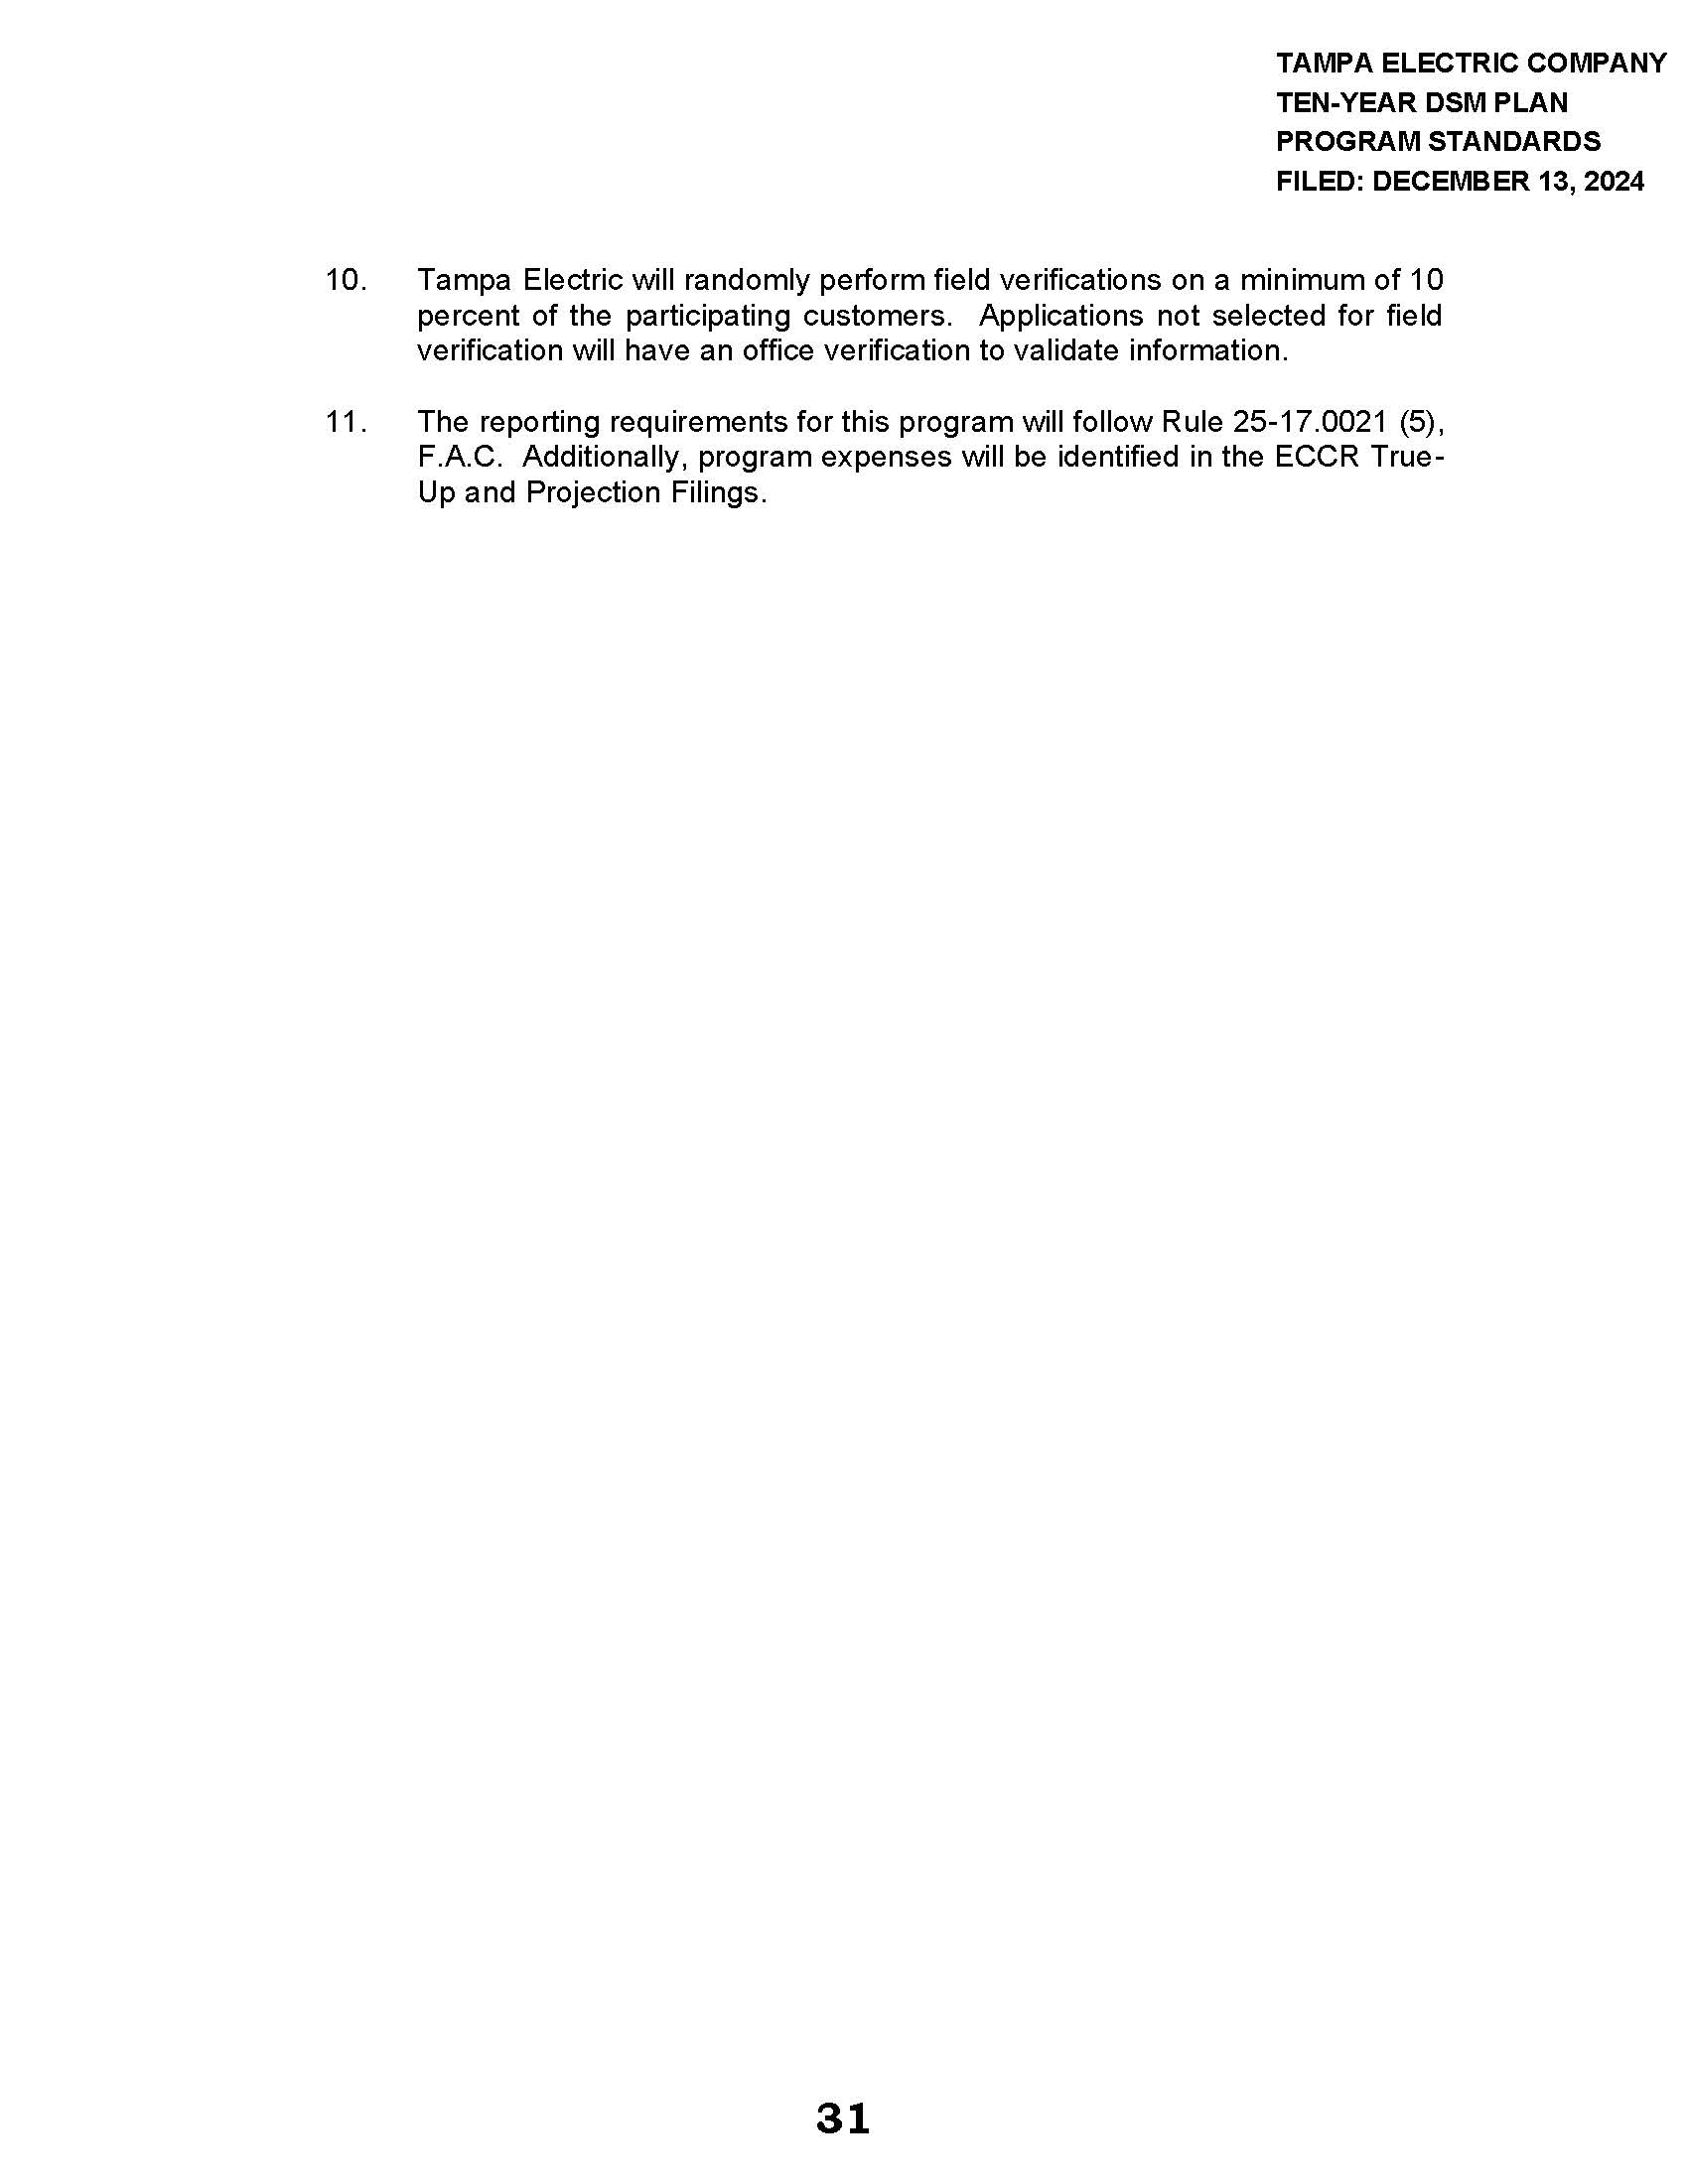 TAMPA ELECTRIC COMPANY
TEN-YEAR DSM PLAN
PROGRAM STANDARDS
FILED: DECEMBER 13, 2024
10. Tampa Electric will randomly perform field verifications on a minimum of 10
percent of the participating customers. Applications not selected for field
verification will have an office verification to validate information.
11. The reporting requirements for this program will follow Rule 25-17.0021 (5),
F.A.C. Additionally, program expenses will be identified in the ECCR True-
Up and Projection Filings.
31